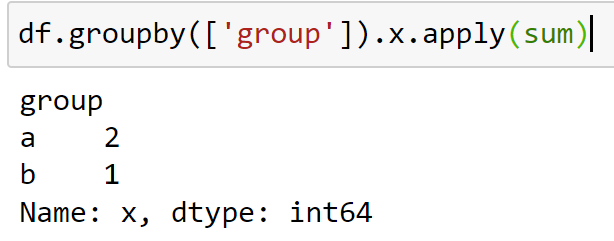 df.groupby(['group']).x.apply(sum)
group
a    2
b    1
Name: x, dtype: int64